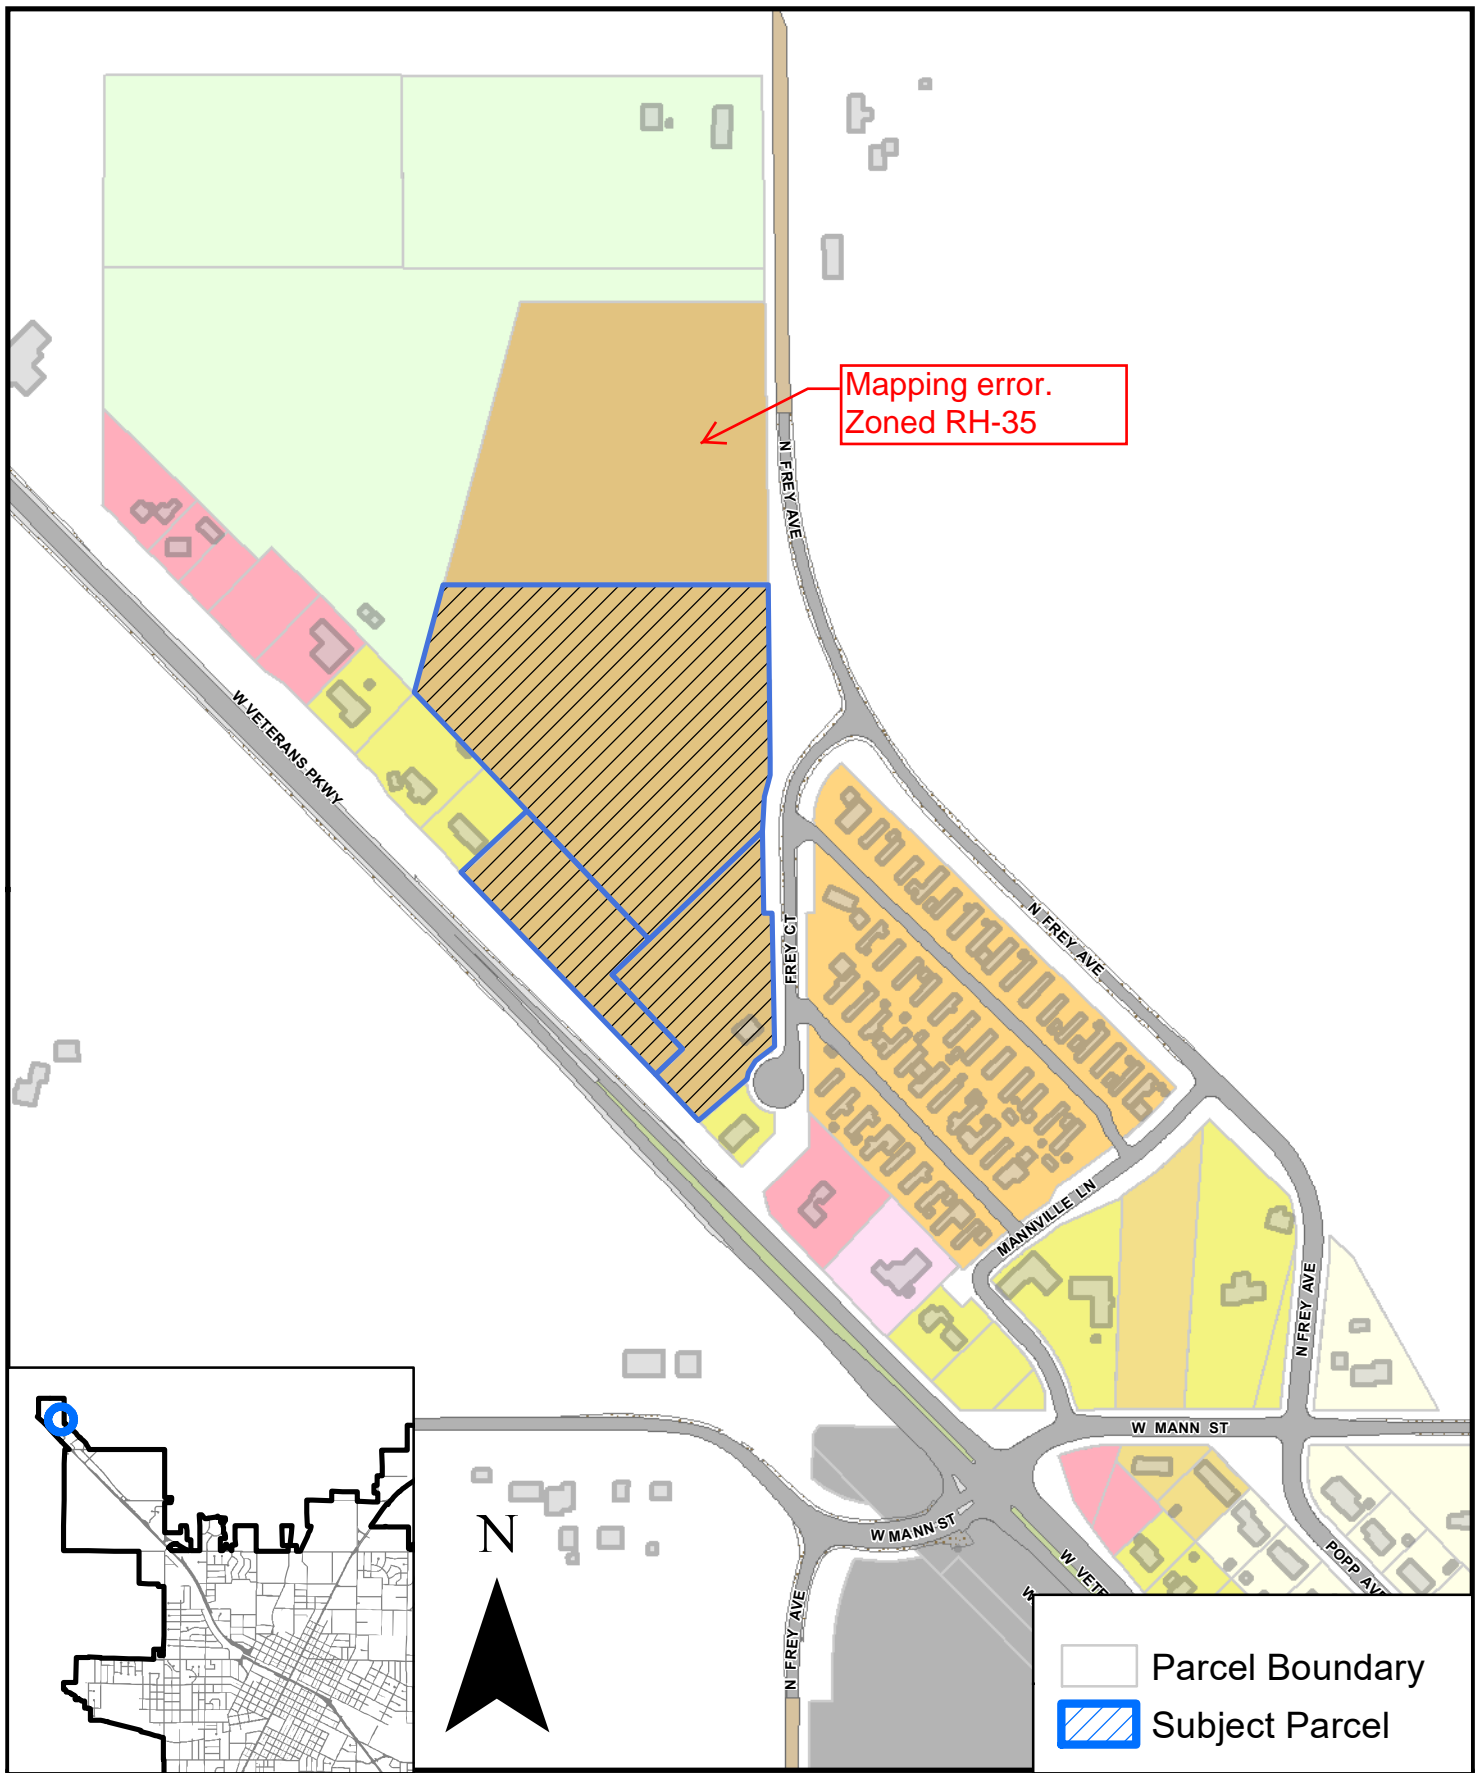 Mapping error.
Zoned RH-35
N FREY AVE
W VETERANS PKWY
FREY CT
N FREY AVE
MANNVILLE LN
N FREY AVE
W MANN ST
W MANN ST
POPP AVE
W VETE
W
N FREY AVE
N
Parcel Boundary
Subject Parcel